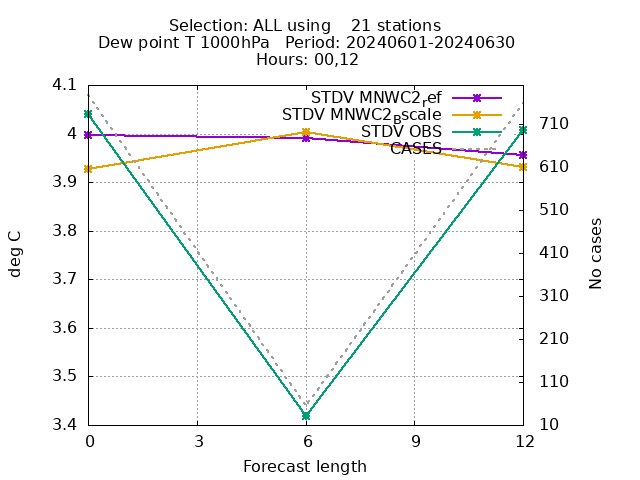 Selection: ALL using    21 stations
Dew point T 1000hPa   Period: 20240601-20240630
Hours: 00,12
STDV MNWC2ref
STDV MNWC2Bscale
STDV OBS
CASES
4.1
4
3.9
3.8
3.7
3.6
3.5
3.4
710
610
510
410
310
210
110
10
deg C
No cases
0 3 6 9 12
Forecast length